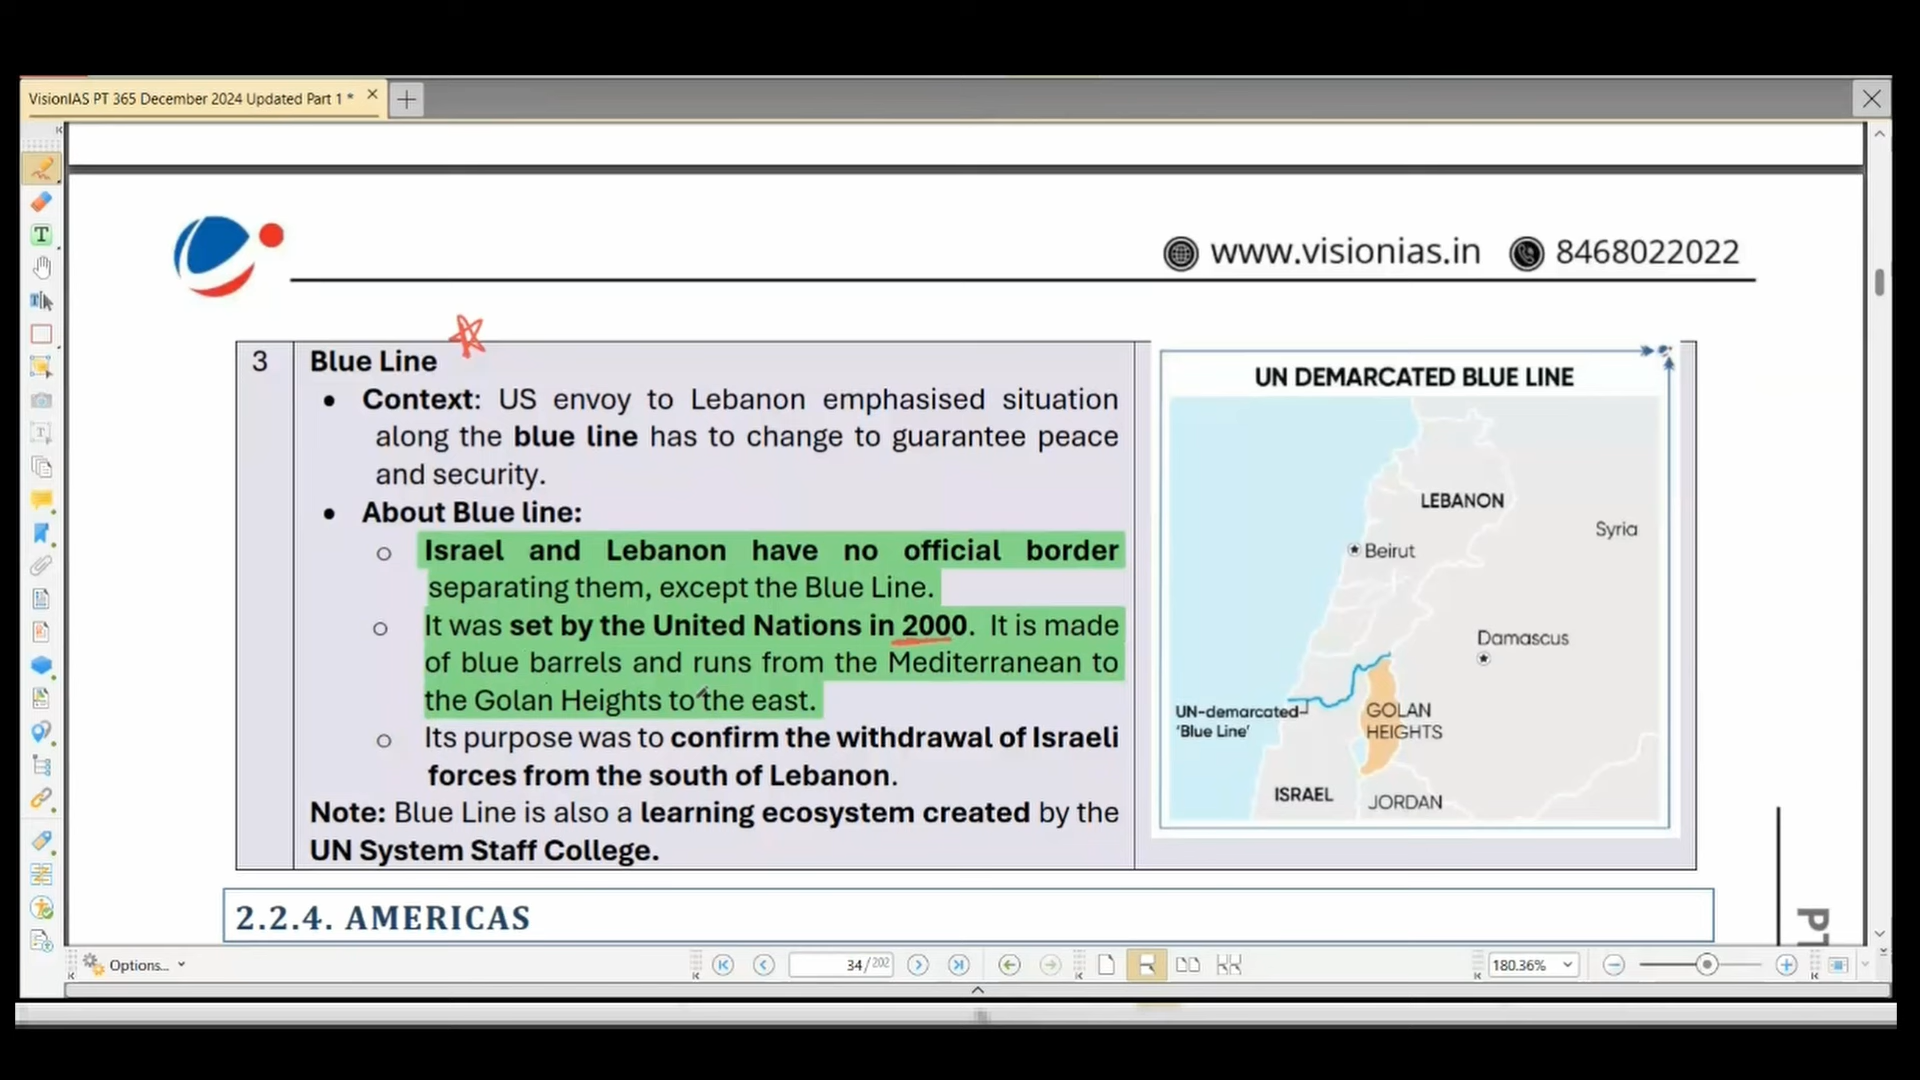 VisionIAS PT 365 December 2024 Updated Part 1 *
www.visionias.in 8468022022
3
Blue Line
• Context: US envoy to Lebanon emphasised situation
along the blue line has to change to guarantee peace
and security.
• About Blue line:
o Israel and Lebanon have no official border
separating them, except the Blue Line.
o It was set by the United Nations in 2000. It is made
of blue barrels and runs from the Mediterranean to
the Golan Heights to the east.
o Its purpose was to confirm the withdrawal of Israeli
forces from the south of Lebanon.
Note: Blue Line is also a learning ecosystem created by the
UN System Staff College.
UN DEMARCATED BLUE LINE
LEBANON
Syria
Beirut
Damascus
UN-demarcated
'Blue Line'
GOLAN
HEIGHTS
ISRAEL
JORDAN
2.2.4. AMERICAS
PT
Options...
34/202
180.36%